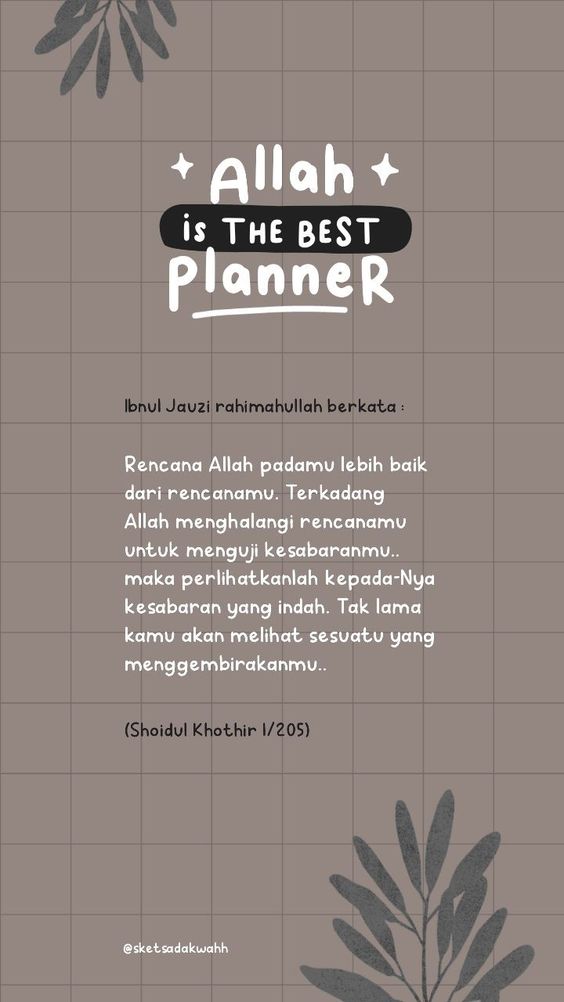 Allah
is THE BEST
planneR
Ibnul Jauzi rahimahullah berkata :
Rencana Allah padamu lebih baik
dari rencanamu. Terkadang
Allah menghalangi rencanamu
untuk menguji kesabaranmu..
maka perlihatkanlah kepada-Nya
kesabaran yang indah. Tak lama
kamu akan melihat sesuatu yang
menggembirakanmu..
(Shoidul Khothir 1/205)
@sketsadakwahh